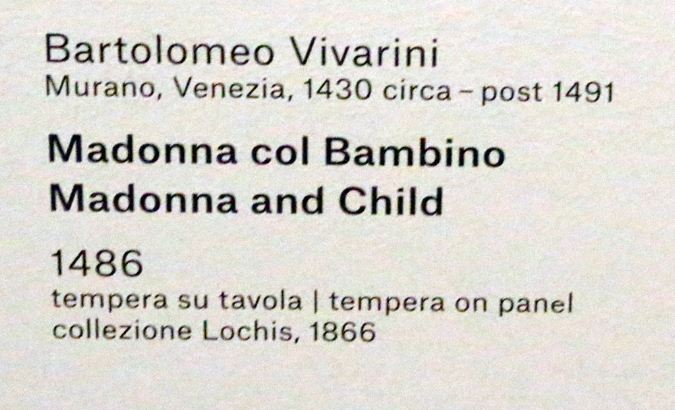 Bartolomeo Vivarini
Murano, Venezia, 1430 circa – post 1491
Madonna col Bambino
Madonna and Child
1486
tempera su tavola | tempera on panel
collezione Lochis, 1866